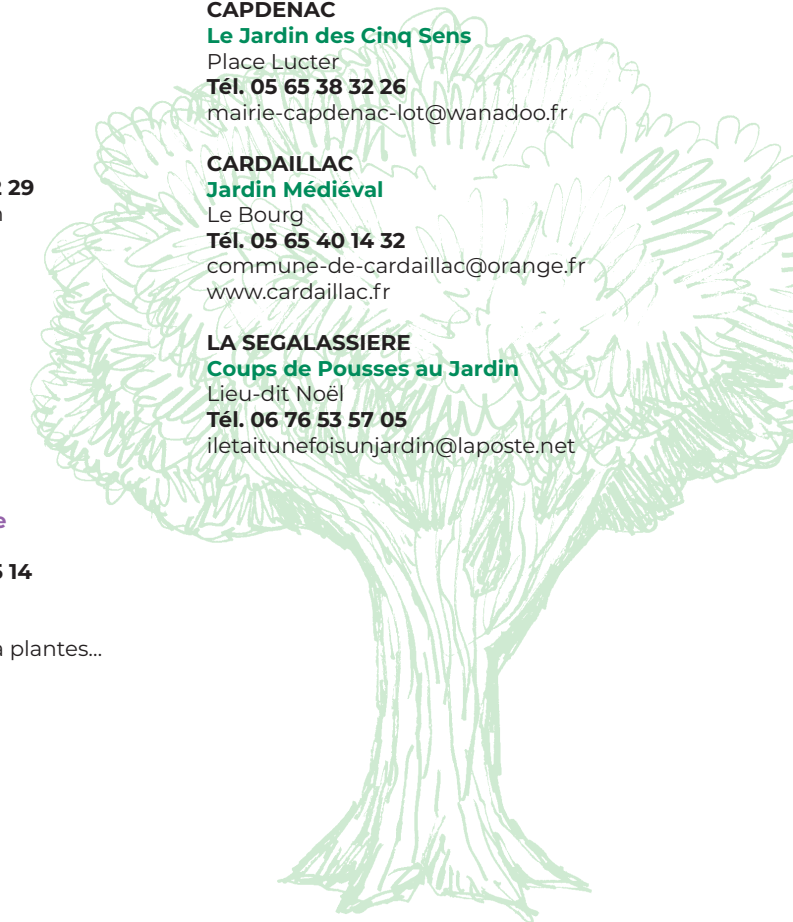 CAPDENAC
Le Jardin des Cinq Sens
Place Lucter
Tél. 05 65 38 32 26
mairie-capdenac-lot@wanadoo.fr
CARDAILLAC
Jardin Médiéval
Le Bourg
Tél. 05 65 40 14 32
commune-de-cardaillac@orange.fr
www.cardaillac.fr
LA SEGALASSIERE
Coups de Pousses au Jardin
Lieu-dit Noël
Tél. 06 76 53 57 05
iletaitunefoisunjardin@laposte.net
29
14
plantes...